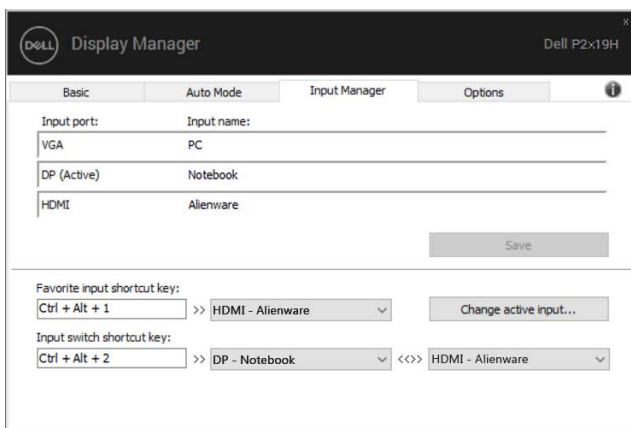 x
DELL Display Manager Dell P2x19H
Basic Auto Mode Input Manager Options i
Input port: Input name:
VGA PC
DP (Active) Notebook
HDMI Alienware
Save
Favorite input shortcut key:
Ctrl + Alt + 1 >> HDMI - Alienware Change active input...
Input switch shortcut key:
Ctrl + Alt + 2 >> DP - Notebook <<>> HDMI - Alienware